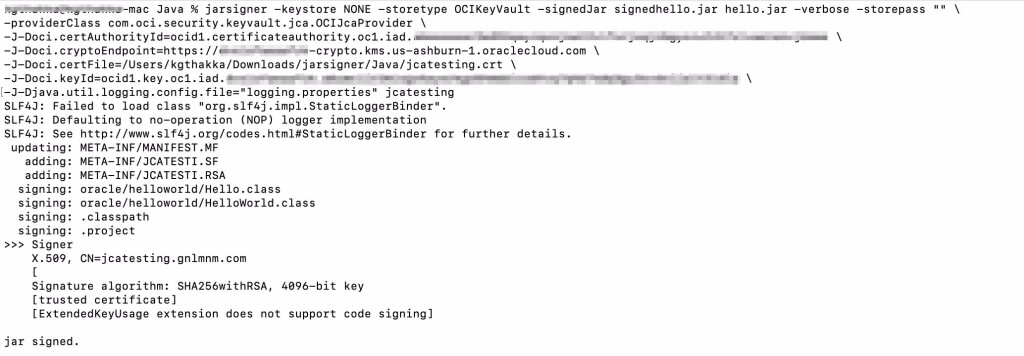 -mac Java % jarsigner -keystore NONE -storetype OCIKeyVault -signedJar signedhello.jar hello.jar -verbose -storepass "" \
-providerClass com.oci.security.keyvault.jca.OCIJcaProvider \
-J-Doci.certAuthorityId=ocid1.certificateauthority.oc1.iad. \
-J-Doci.cryptoEndpoint=https:// -crypto.kms.us-ashburn-1.oraclecloud.com \
-J-Doci.certFile=/Users/kgthakka/Downloads/jarsigner/Java/jcatesting.crt \
-J-Doci.keyId=ocid1.key.oc1.iad. \
-J-Djava.util.logging.config.file="logging.properties" jcatesting
SLF4J: Failed to load class "org.slf4j.impl.StaticLoggerBinder".
SLF4J: Defaulting to no-operation (NOP) logger implementation
SLF4J: See http://www.slf4j.org/codes.html#StaticLoggerBinder for further details.
updating: META-INF/MANIFEST.MF
adding: META-INF/JCATESTI.SF
adding: META-INF/JCATESTI.RSA
signing: oracle/helloworld/Hello.class
signing: oracle/helloworld/HelloWorld.class
signing: .classpath
signing: .project
>>> Signer
X.509, CN=jcatesting.gnlmnm.com
[
Signature algorithm: SHA256withRSA, 4096-bit key
[trusted certificate]
[ExtendedKeyUsage extension does not support code signing]
jar signed.